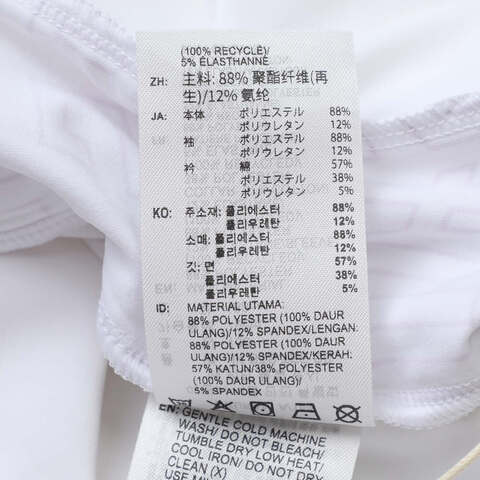 (100% RECYCLÉ)/
5% ÉLASTHANNE
ZH: 主料: 88% 聚酯纤维(再
生)/12% 氨纶
JA: 本体 ポリエステル 88%
ポリウレタン 12%
袖 ポリエステル 88%
ポリウレタン 12%
衿 綿 57%
ポリエステル 38%
ポリウレタン 5%
KO: 주소재: 폴리에스터 88%
폴리우레탄 12%
소매: 폴리에스터 88%
폴리우레탄 12%
깃: 면 57%
폴리에스터 38%
폴리우레탄 5%
ID: MATERIAL UTAMA:
88% POLYESTER (100% DAUR
ULANG)/12% SPANDEX/LENGAN:
88% POLYESTER (100% DAUR
ULANG)/12% SPANDEX/KERAH:
57% KATUN/38% POLYESTER
(100% DAUR ULANG)/
5% SPANDEX
EN: GENTLE COLD MACHINE
WASH/ DO NOT BLEACH/
TUMBLE DRY LOW HEAT/
COOL IRON/ DO NOT DRY
CLEAN (X)